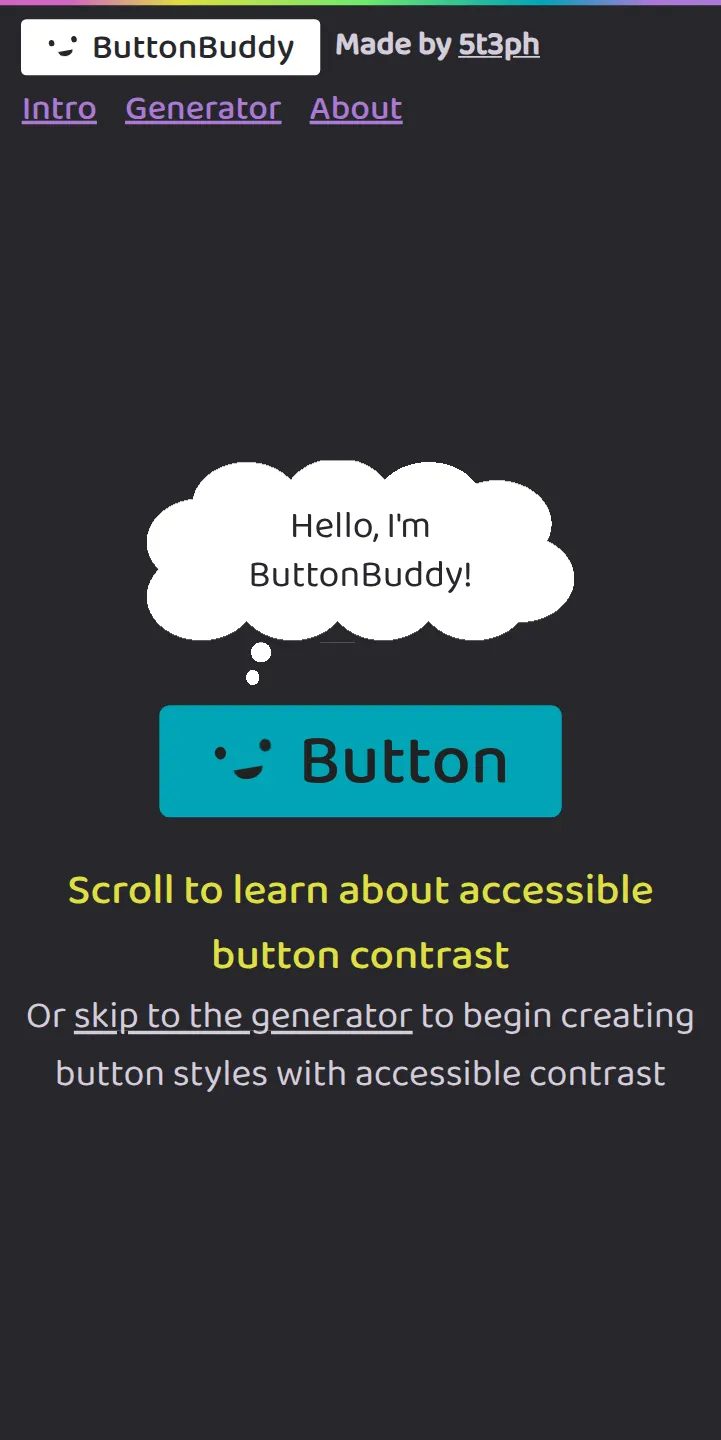 ButtonBuddy Made by 5t3ph
Intro Generator About
Hello, I'm
ButtonBuddy!
Button
Scroll to learn about accessible
button contrast
Or skip to the generator to begin creating
button styles with accessible contrast